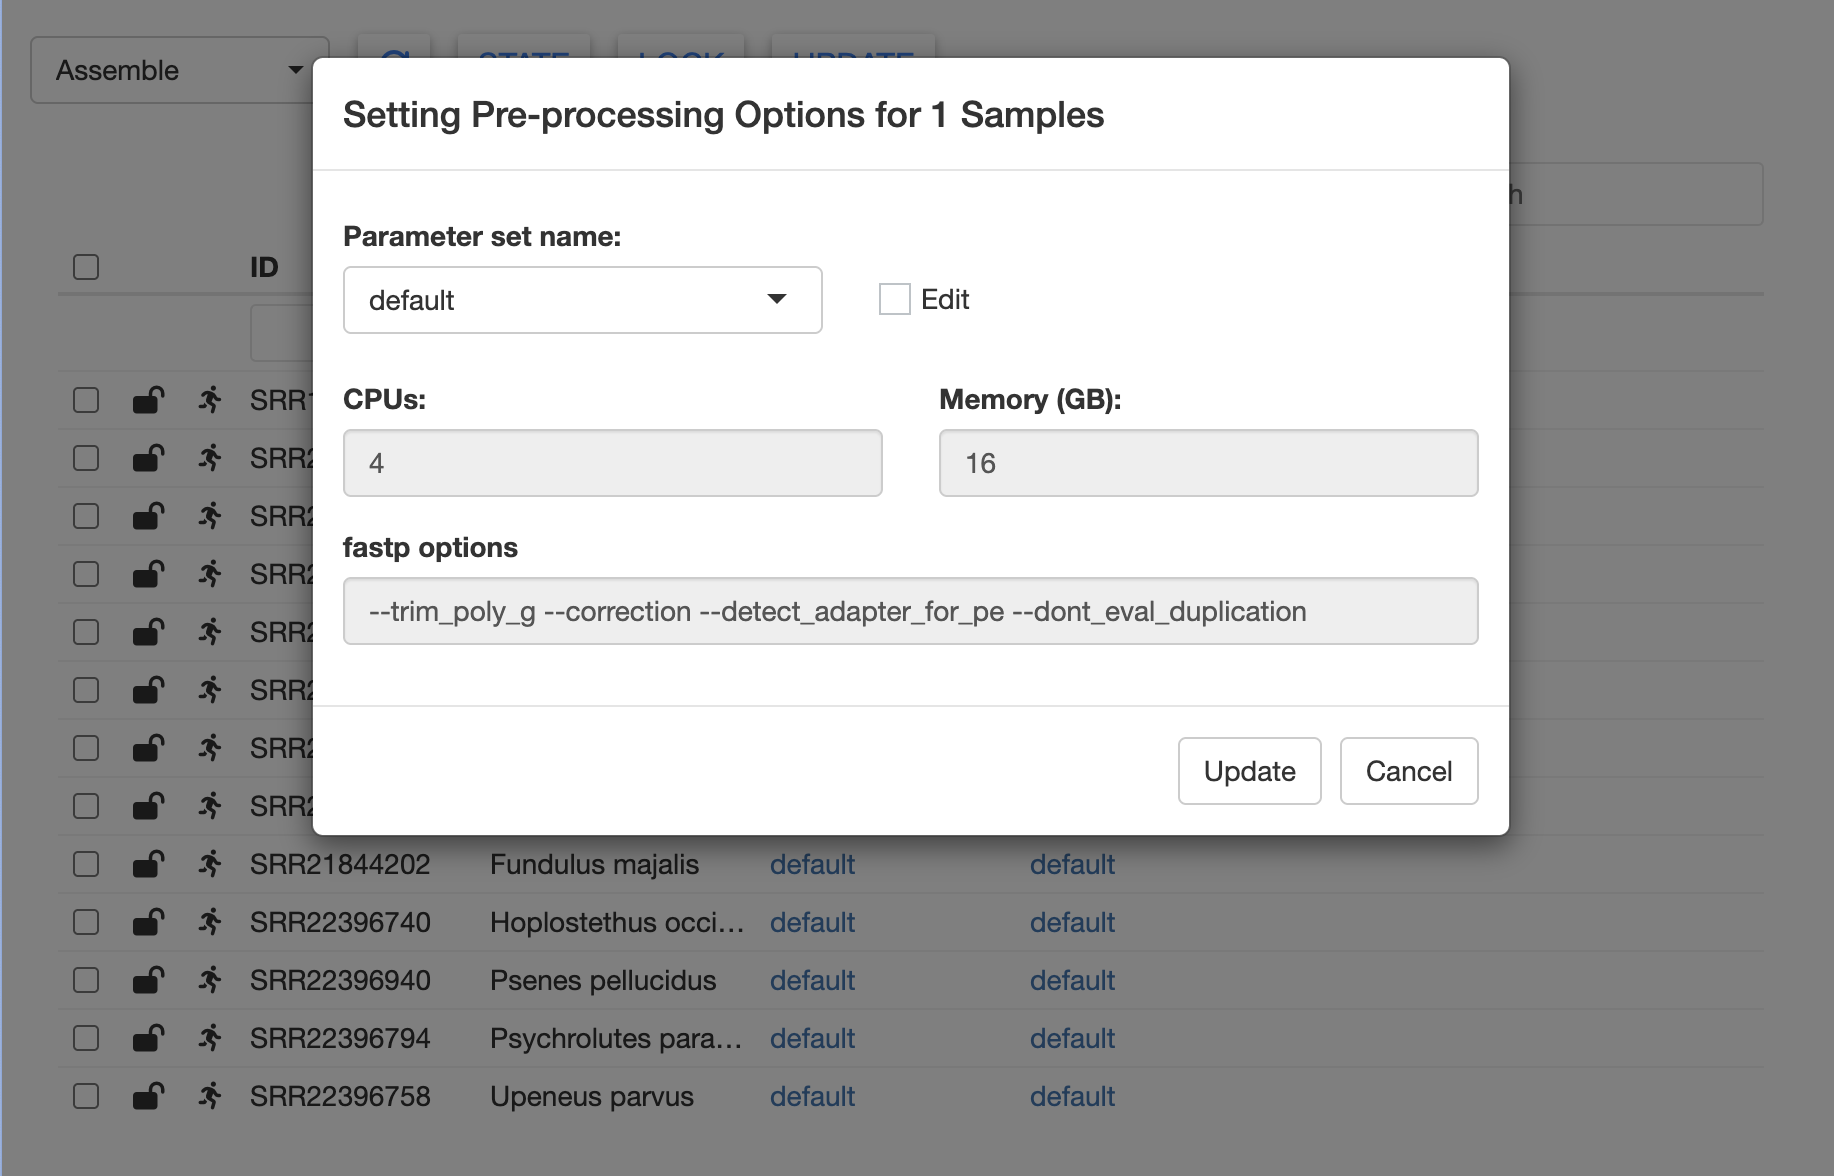 Assemble
STATE LOCK UPDATE
Setting Pre-processing Options for 1 Samples
Parameter set name:
default
Edit
CPUs:
Memory (GB):
4
16
fastp options
--trim_poly_g --correction --detect_adapter_for_pe --dont_eval_duplication
Update
Cancel
h
ID
SRR1
SRR2
SRR2
SRR2
SRR2
SRR2
SRR2
SRR2
SRR21844202 Fundulus majalis default default
SRR22396740 Hoplostethus occi... default default
SRR22396940 Psenes pellucidus default default
SRR22396794 Psychrolutes para... default default
SRR22396758 Upeneus parvus default default